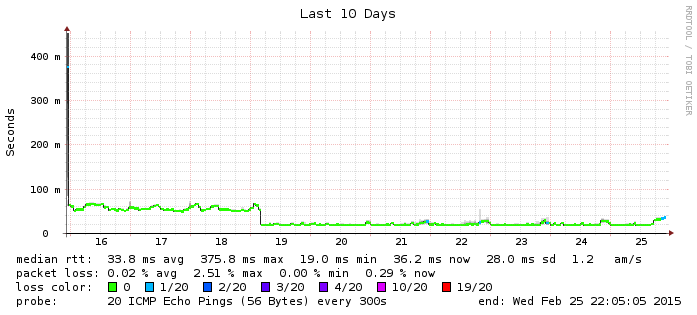 Last 10 Days
RRDTOOL / TOBI OETIKER
Seconds
400 m
300 m
200 m
100 m
0
16 17 18 19 20 21 22 23 24 25
median rtt: 33.8 ms avg 375.8 ms max 19.0 ms min 36.2 ms now 28.0 ms sd 1.2 am/s
packet loss: 0.02 % avg 2.51 % max 0.00 % min 0.29 % now
loss color: 0 1/20 2/20 3/20 4/20 10/20 19/20
probe: 20 ICMP Echo Pings (56 Bytes) every 300s end: Wed Feb 25 22:05:05 2015